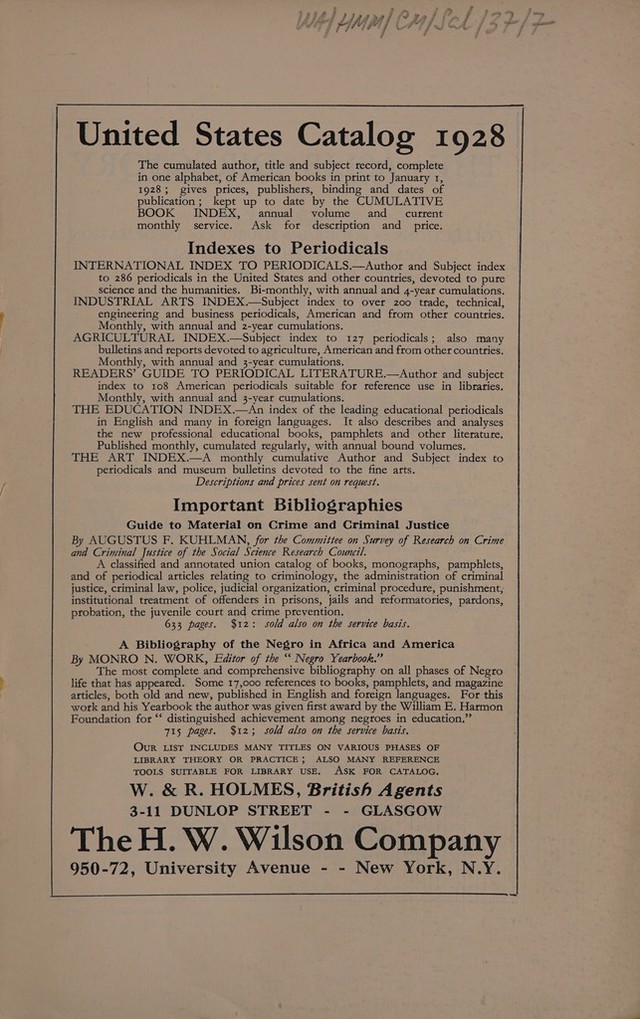 WA/HMM/CM/Sal/37/7
United States Catalog 1928
The cumulated author, title and subject record, complete
in one alphabet, of American books in print to January 1,
1928; gives prices, publishers, binding and dates of
publication; kept up to date by the CUMULATIVE
BOOK INDEX, annual volume and current
monthly service. Ask for description and price.
Indexes to Periodicals
INTERNATIONAL INDEX TO PERIODICALS.—Author and Subject index
to 286 periodicals in the United States and other countries, devoted to pure
science and the humanities. Bi-monthly, with annual and 4-year cumulations.
INDUSTRIAL ARTS INDEX.—Subject index to over 200 trade, technical,
engineering and business periodicals, American and from other countries.
Monthly, with annual and 2-year cumulations.
AGRICULTURAL INDEX.—Subject index to 127 periodicals; also many
bulletins and reports devoted to agriculture, American and from other countries.
Monthly, with annual and 3-year cumulations.
READERS' GUIDE TO PERIODICAL LITERATURE.—Author and subject
index to 108 American periodicals suitable for reference use in libraries.
Monthly, with annual and 3-year cumulations.
THE EDUCATION INDEX.—An index of the leading educational periodicals
in English and many in foreign languages. It also describes and analyses
the new professional educational books, pamphlets and other literature.
Published monthly, cumulated regularly, with annual bound volumes.
THE ART INDEX.—A monthly cumulative Author and Subject index to
periodicals and museum bulletins devoted to the fine arts.
Descriptions and prices sent on request.
Important Bibliographies
Guide to Material on Crime and Criminal Justice
By AUGUSTUS F. KUHLMAN, for the Committee on Survey of Research on Crime
and Criminal Justice of the Social Science Research Council.
A classified and annotated union catalog of books, monographs, pamphlets,
and of periodical articles relating to criminology, the administration of criminal
justice, criminal law, police, judicial organization, criminal procedure, punishment,
institutional treatment of offenders in prisons, jails and reformatories, pardons,
probation, the juvenile court and crime prevention.
633 pages. $12: sold also on the service basis.
A Bibliography of the Negro in Africa and America
By MONRO N. WORK, Editor of the “ Negro Yearbook.”
The most complete and comprehensive bibliography on all phases of Negro
life that has appeared. Some 17,000 references to books, pamphlets, and magazine
articles, both old and new, published in English and foreign languages. For this
work and his Yearbook the author was given first award by the William E. Harmon
Foundation for “ distinguished achievement among negroes in education.”
715 pages. $12; sold also on the service basis.
OUR LIST INCLUDES MANY TITLES ON VARIOUS PHASES OF
LIBRARY THEORY OR PRACTICE; ALSO MANY REFERENCE
TOOLS SUITABLE FOR LIBRARY USE. ASK FOR CATALOG.
W. & R. HOLMES, British Agents
3-11 DUNLOP STREET - - GLASGOW
The H. W. Wilson Company
950-72, University Avenue - - New York, N.Y.